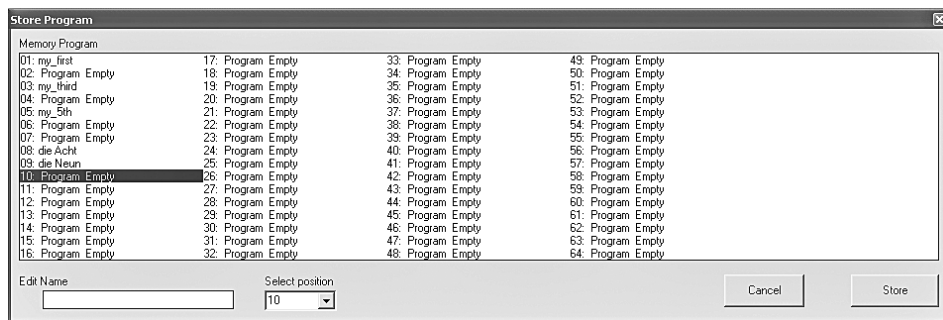 Store Program
Memory Program
01: my_first
02: Program Empty
03: my_third
04: Program Empty
05: my_5th
06: Program Empty
07: Program Empty
08: die Acht
09: die Neun
10: Program Empty
11: Program Empty
12: Program Empty
13: Program Empty
14: Program Empty
15: Program Empty
16: Program Empty
17: Program Empty
18: Program Empty
19: Program Empty
20: Program Empty
21: Program Empty
22: Program Empty
23: Program Empty
24: Program Empty
25: Program Empty
26: Program Empty
27: Program Empty
28: Program Empty
29: Program Empty
30: Program Empty
31: Program Empty
32: Program Empty
33: Program Empty
34: Program Empty
35: Program Empty
36: Program Empty
37: Program Empty
38: Program Empty
39: Program Empty
40: Program Empty
41: Program Empty
42: Program Empty
43: Program Empty
44: Program Empty
45: Program Empty
46: Program Empty
47: Program Empty
48: Program Empty
49: Program Empty
50: Program Empty
51: Program Empty
52: Program Empty
53: Program Empty
54: Program Empty
55: Program Empty
56: Program Empty
57: Program Empty
58: Program Empty
59: Program Empty
60: Program Empty
61: Program Empty
62: Program Empty
63: Program Empty
64: Program Empty
Edit Name
Select position
10
Cancel
Store